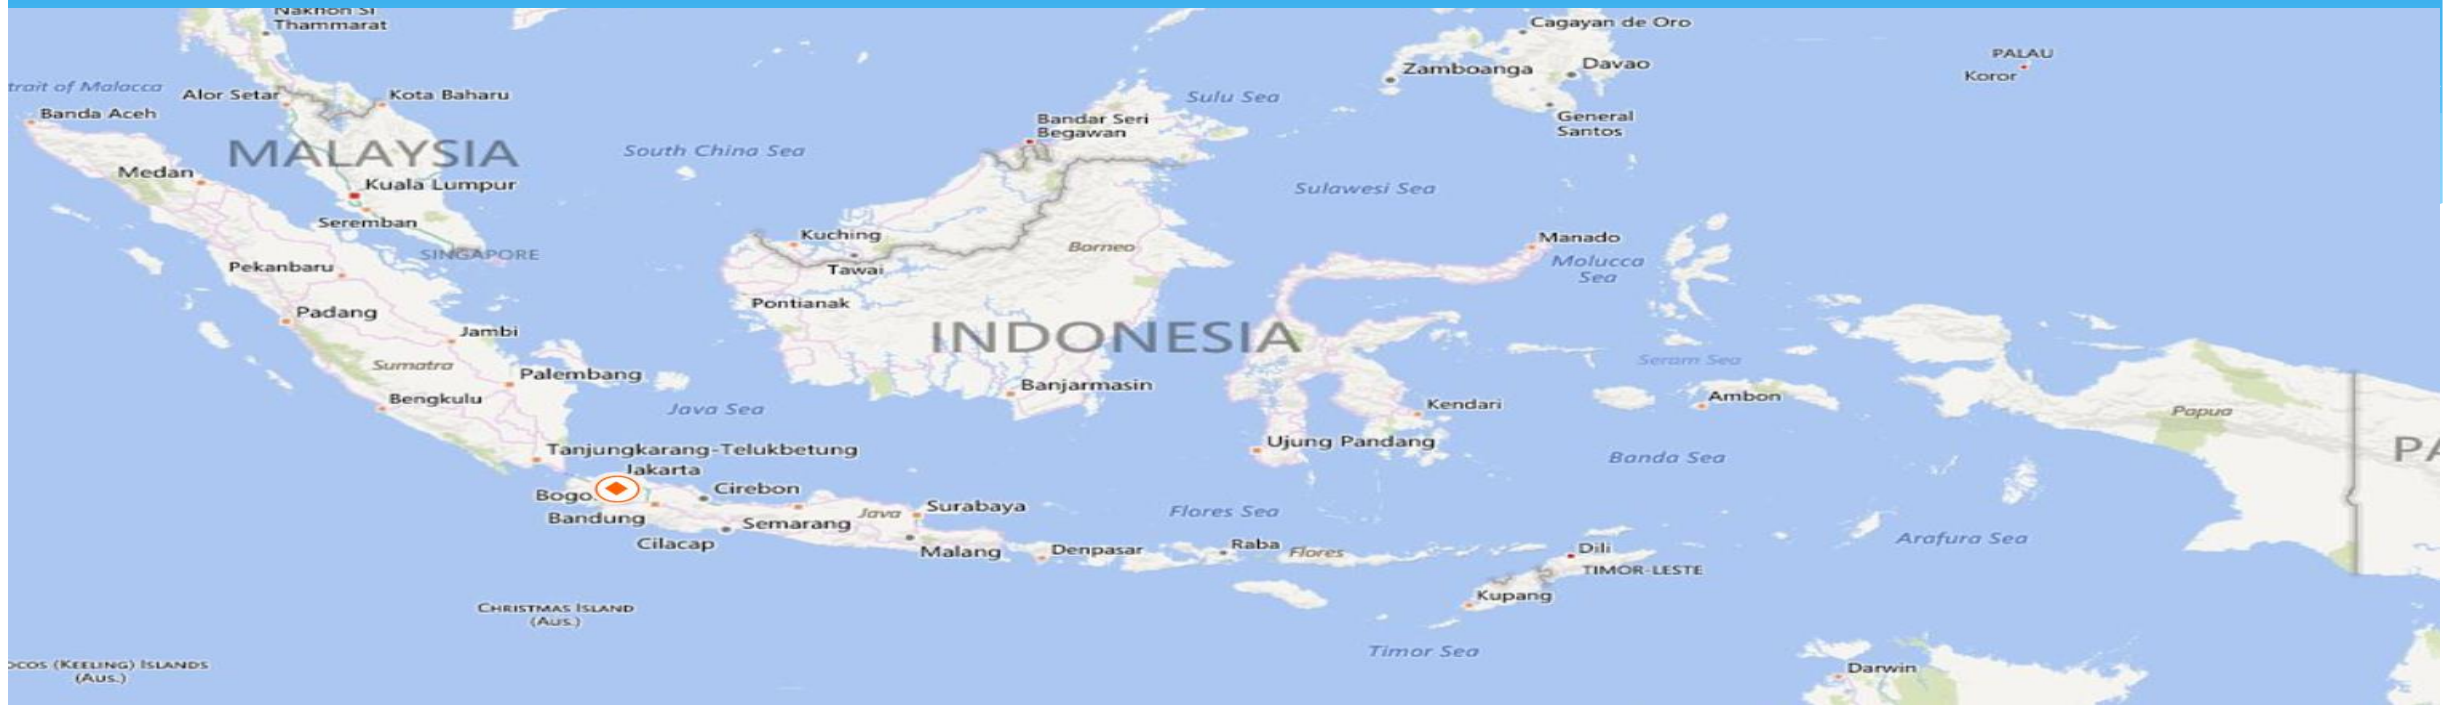 Nakhon Si
Thammarat
Cagayan de Oro
PALAU
Koror
Zamboanga
Davao
trait of Malacca
Alor Setar
Kota Baharu
Sulu Sea
Banda Aceh
Bandar Seri
Begawan
General
Santos
MALAYSIA
South China Sea
Medan
Kuala Lumpur
Sulawesi Sea
Seremban
Kuching
Manado
Borneo
SINGAPORE
Molucca
Sea
Pekanbaru
Tawai
Pontianak
Padang
Jambi
INDONESIA
Sumatra
Seram Sea
Palembang
Banjarmasin
Bengkulu
Java Sea
Kendari
Ambon
Papua
Ujung Pandang
PA
Tanjungkarang-Telukbetung
Banda Sea
Jakarta
Bogo
Cirebon
Bandung
Java
Surabaya
Flores Sea
Semarang
Cilacap
Malang
Denpasar
Raba
Flores
Dili
Arafura Sea
TIMOR-LESTE
Kupang
CHRISTMAS ISLAND
(AUS.)
Timor Sea
OCOS (KEELING) ISLANDS
(AUS.)
Darwin